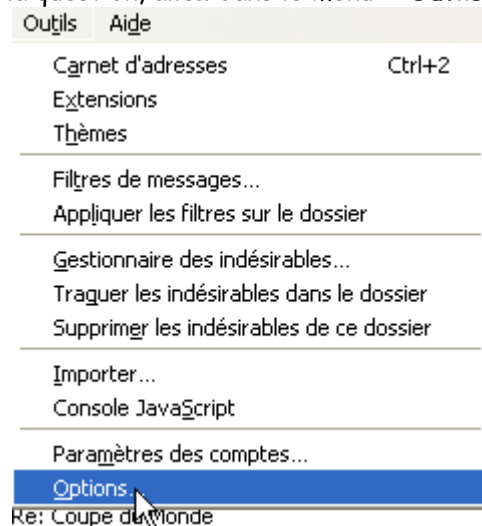 Outils Aide
Carnet d'adresses Ctrl+2
Extensions
Thèmes
Filtres de messages...
Appliquer les filtres sur le dossier
Gestionnaire des indésirables...
Traquer les indésirables dans le dossier
Supprimer les indésirables de ce dossier
Importer...
Console JavaScript
Paramètres des comptes...
Options...
Re: Coupe du Monde